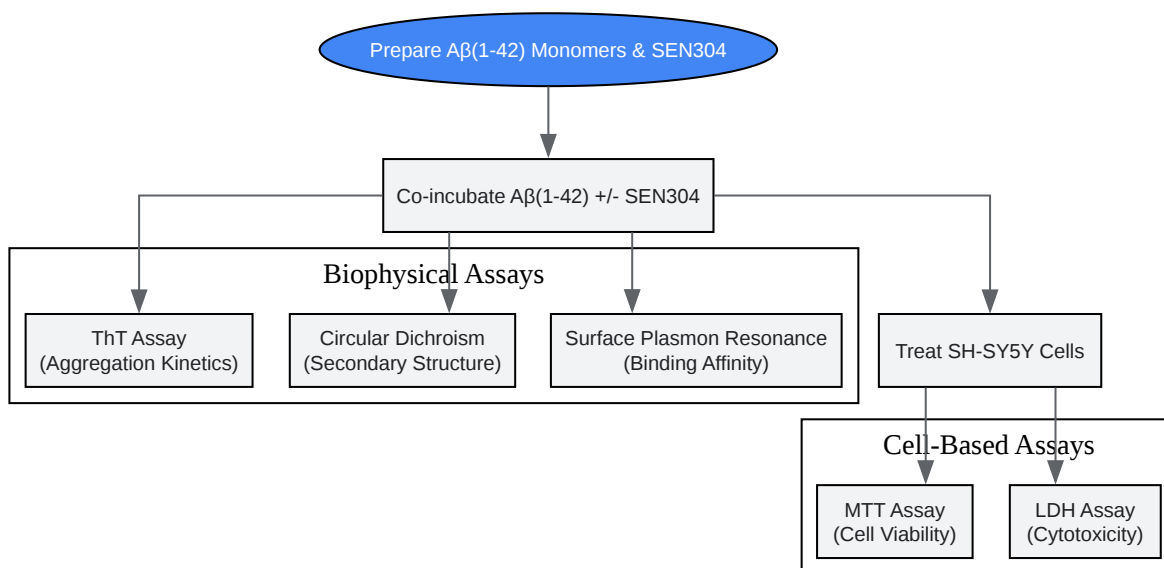 Prepare Aβ(1-42) Monomers & SEN304
Co-incubate Aβ(1-42) +/- SEN304
Biophysical Assays
ThT Assay
(Aggregation Kinetics)
Circular Dichroism
(Secondary Structure)
Surface Plasmon Resonance
(Binding Affinity)
Treat SH-SY5Y Cells
Cell-Based Assays
MTT Assay
(Cell Viability)
LDH Assay
(Cytotoxicity)